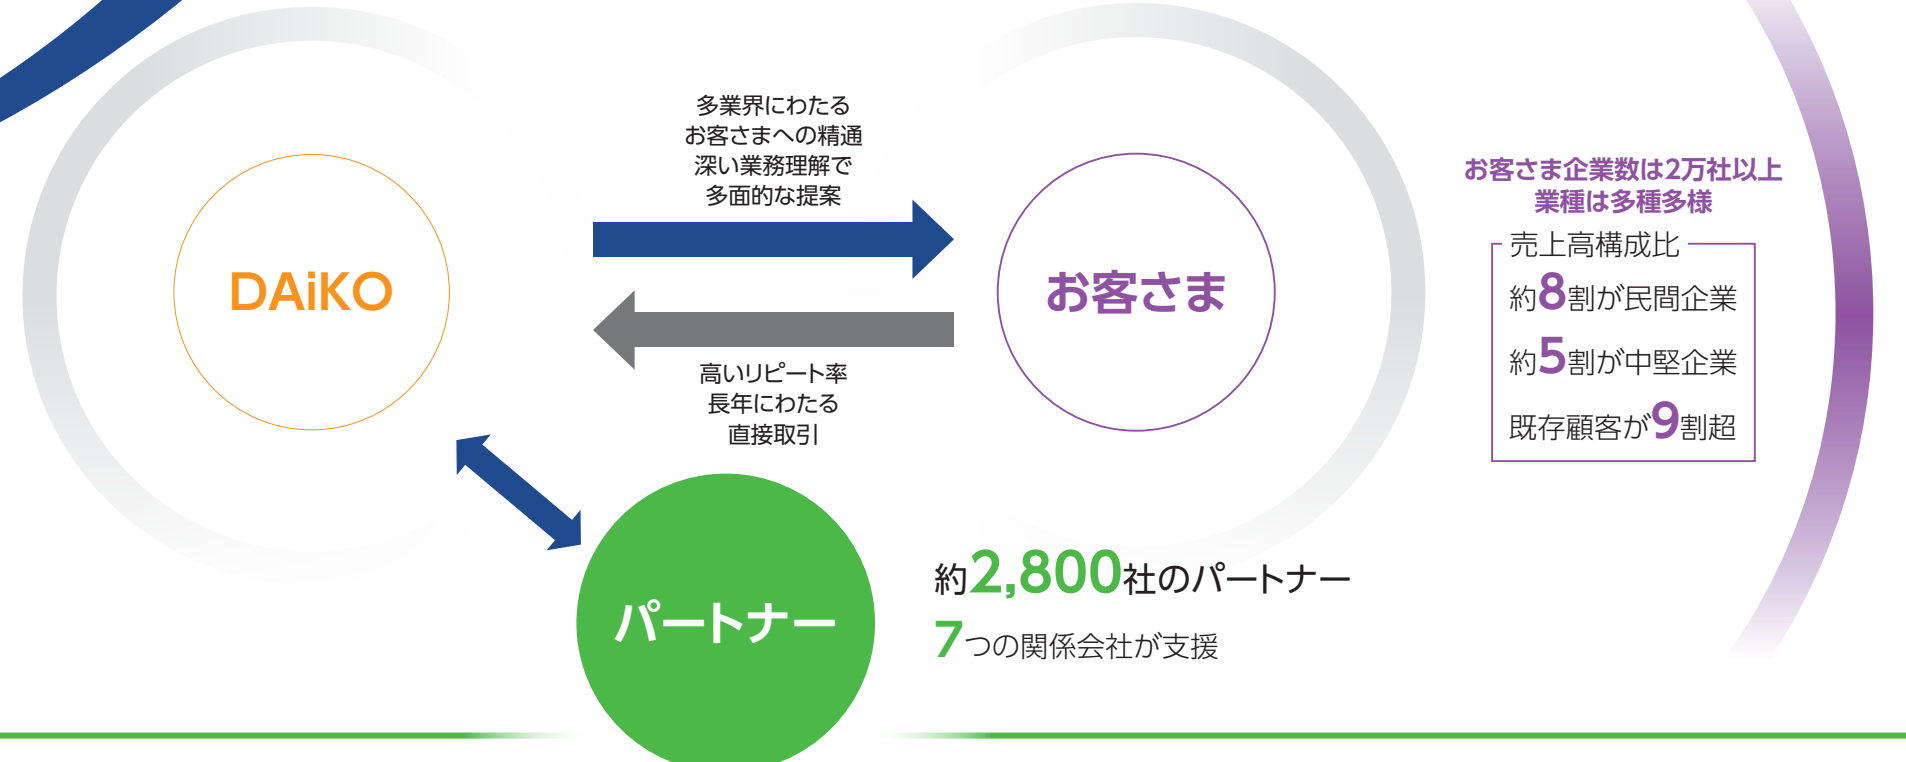 DAiKO
多業界にわたる
お客さまへの精通
深い業務理解で
多面的な提案
高いリピート率
長年にわたる
直接取引
お客さま
お客さま企業数は2万社以上
業種は多種多様
売上高構成比
約8割が民間企業
約5割が中堅企業
既存顧客が9割超
パートナー
約2,800社のパートナー
7つの関係会社が支援